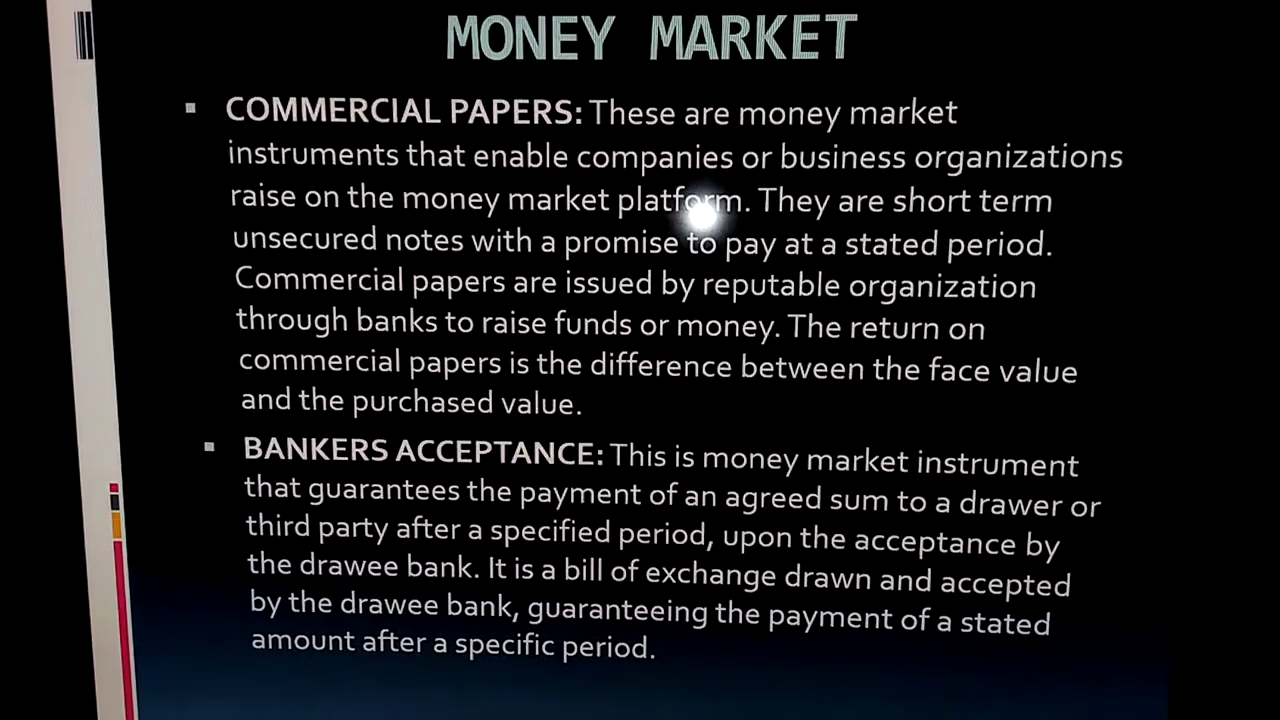 MONEY MARKET
▪ COMMERCIAL PAPERS: These are money market
instruments that enable companies or business organizations
raise on the money market platform. They are short term
unsecured notes with a promise to pay at a stated period.
Commercial papers are issued by reputable organization
through banks to raise funds or money. The return on
commercial papers is the difference between the face value
and the purchased value.
▪ BANKERS ACCEPTANCE: This is money market instrument
that guarantees the payment of an agreed sum to a drawer or
third party after a specified period, upon the acceptance by
the drawee bank. It is a bill of exchange drawn and accepted
by the drawee bank, guaranteeing the payment of a stated
amount after a specific period.